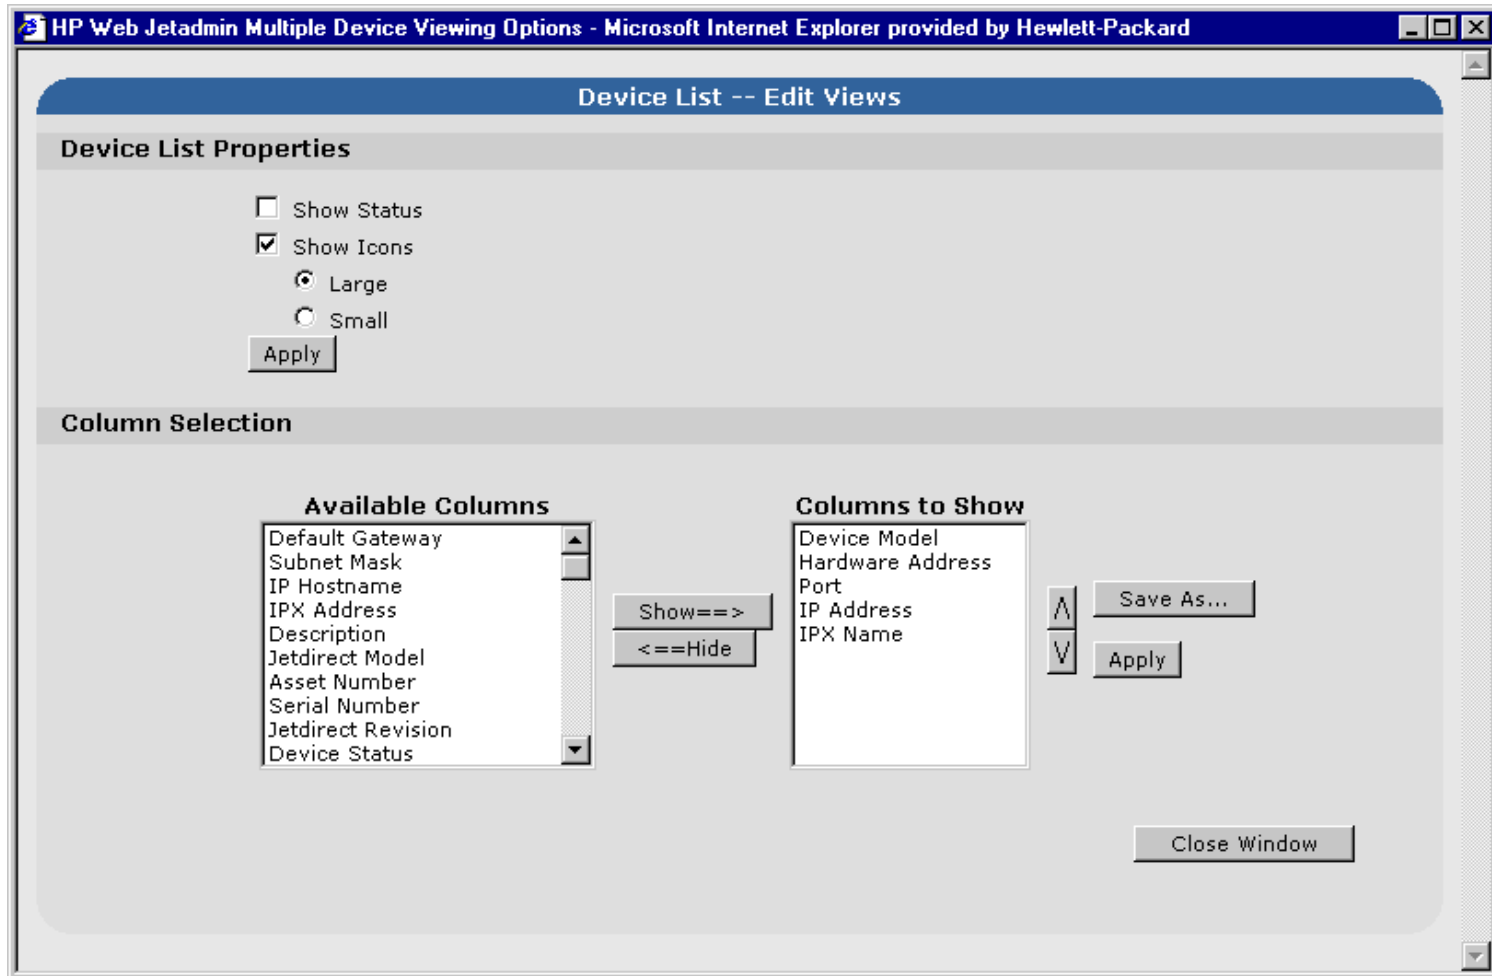 HP Web Jetadmin Multiple Device Viewing Options - Microsoft Internet Explorer provided by Hewlett-Packard
Device List -- Edit Views
Device List Properties
Show Status
Show Icons
Large
Small
Apply
Column Selection
Available Columns
Default Gateway
Subnet Mask
IP Hostname
IPX Address
Description
Jetdirect Model
Asset Number
Serial Number
Jetdirect Revision
Device Status
Show==>
<==Hide
Columns to Show
Device Model
Hardware Address
Port
IP Address
IPX Name
Λ
V
Save As...
Apply
Close Window